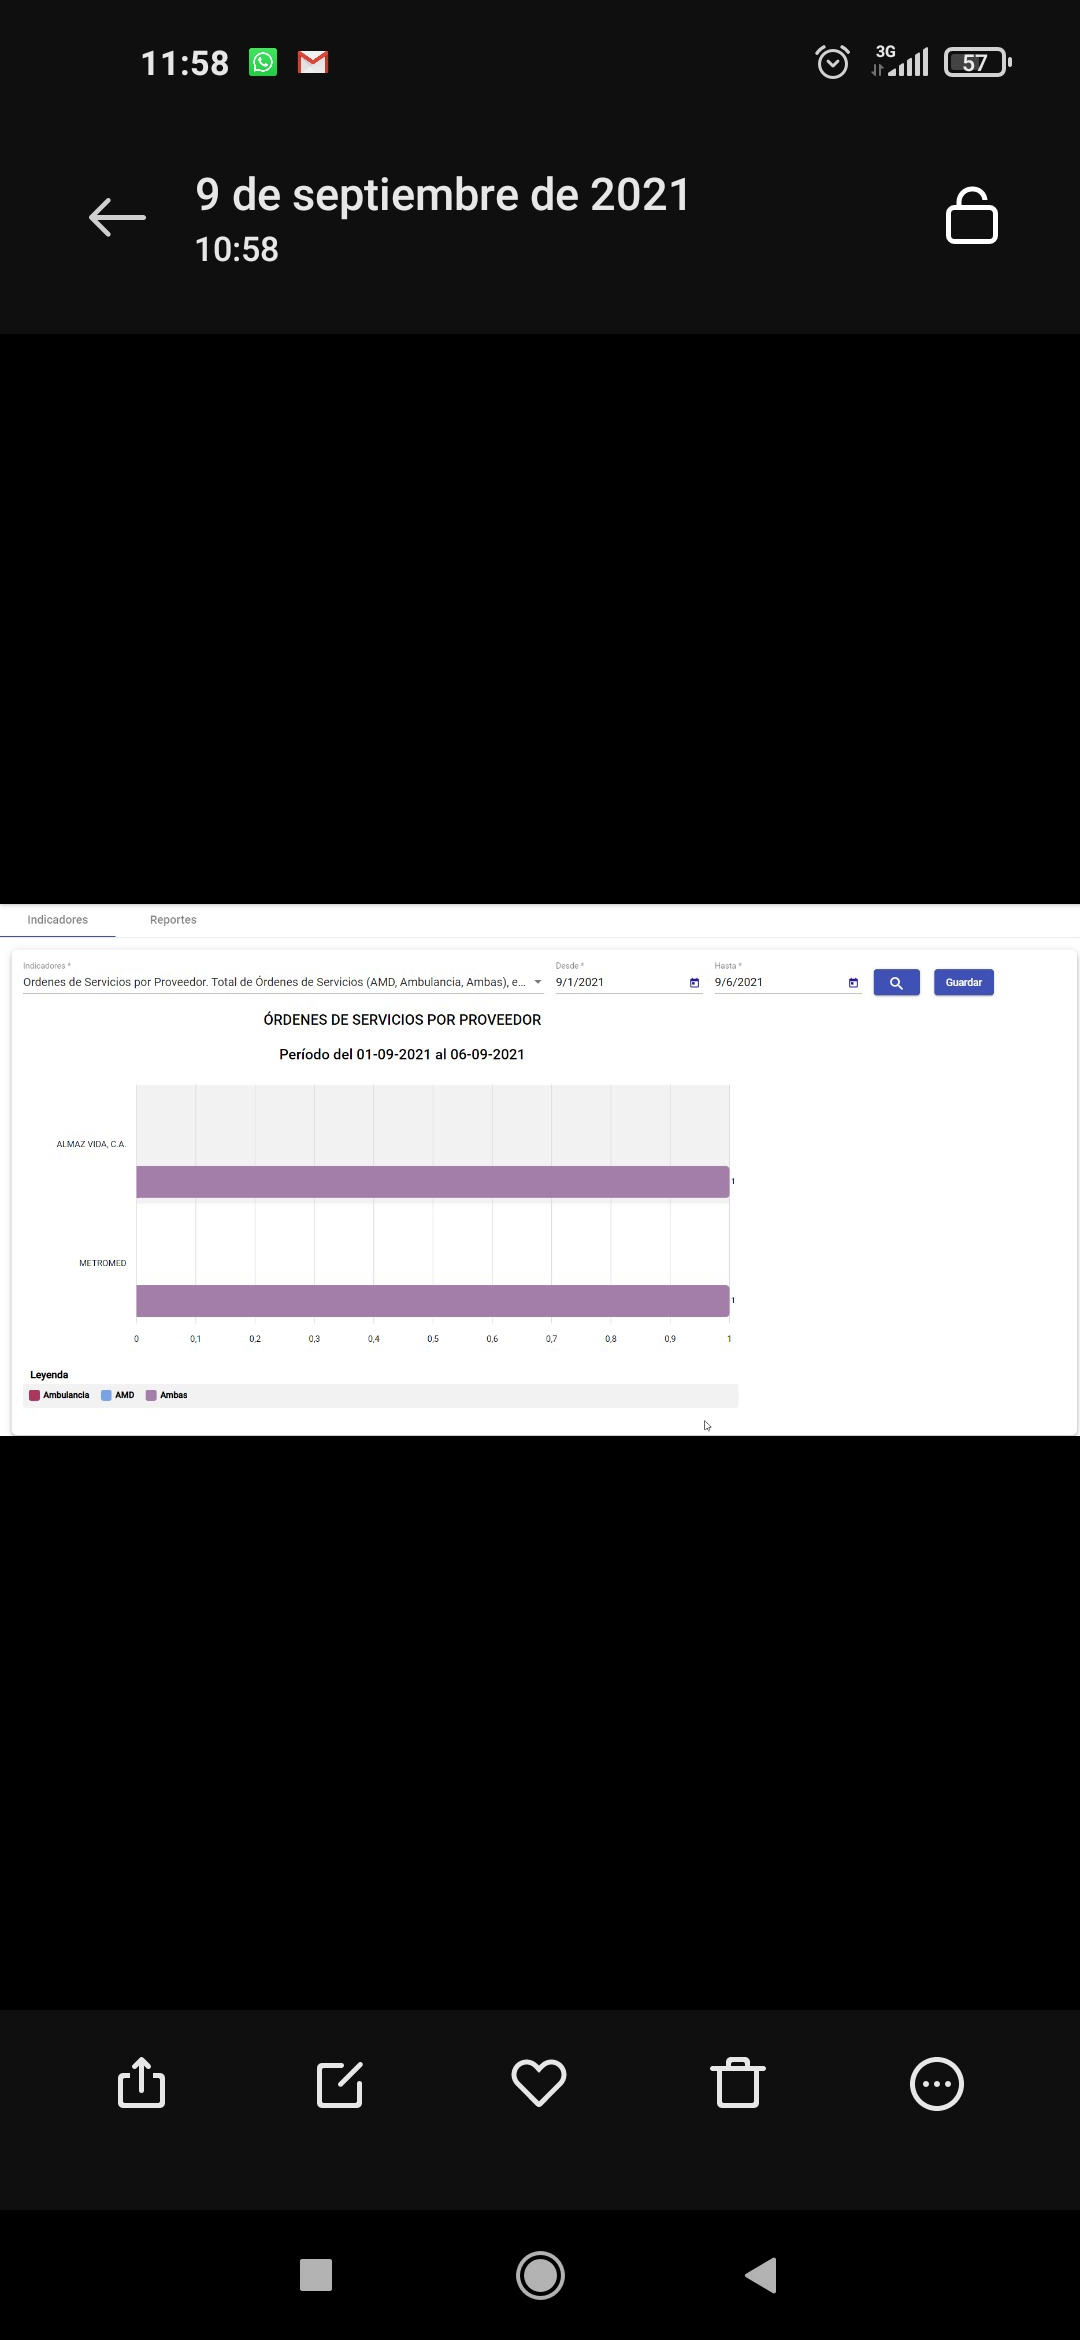 11:58
3G
57
9 de septiembre de 2021
10:58
Indicadores
Reportes
Indicadores *
Desde *
Hasta *
Ordenes de Servicios por Proveedor. Total de Órdenes de Servicios (AMD, Ambulancia, Ambas), e...
9/1/2021
9/6/2021
Guardar
ÓRDENES DE SERVICIOS POR PROVEEDOR
Período del 01-09-2021 al 06-09-2021
ALMAZ VIDA, C.A.
1
METROMED
1
0 0,1 0,2 0,3 0,4 0,5 0,6 0,7 0,8 0,9 1
Leyenda
Ambulancia AMD Ambas